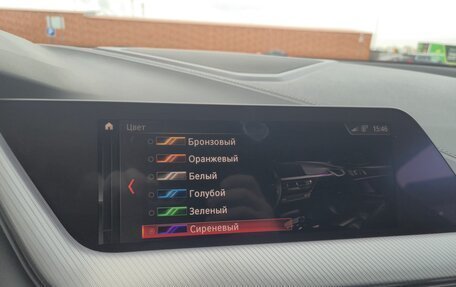 Цвет 15:46
Бронзовый
Оранжевый
Белый
Голубой
Зеленый
Сиреневый